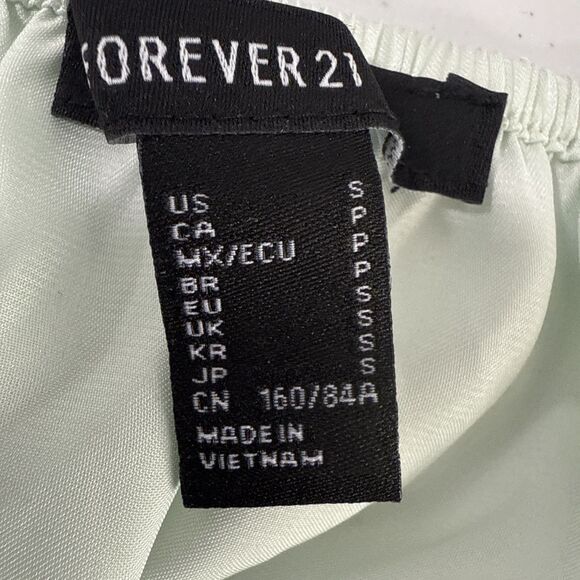 FOREVER 21
US S
CA P
MX/ECU P
BR P
EU S
UK S
KR S
JP S
CN 160/84A
MADE IN
VIETNAM